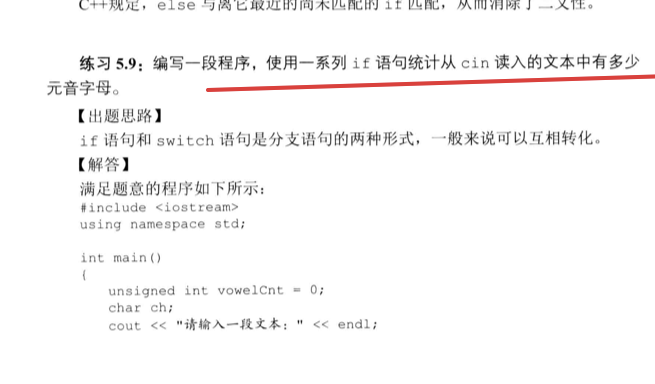 C++规定，else 与离它最近的尚未匹配的 if 匹配，从而消除了二义性。
练习 5.9：编写一段程序，使用一系列 if 语句统计从 cin 读入的文本中有多少
元音字母。
【出题思路】
if 语句和 switch 语句是分支语句的两种形式，一般来说可以互相转化。
【解答】
满足题意的程序如下所示：
#include <iostream>
using namespace std;
int main()
{
unsigned int vowelCnt = 0;
char ch;
cout << "请输入一段文本：" << endl;